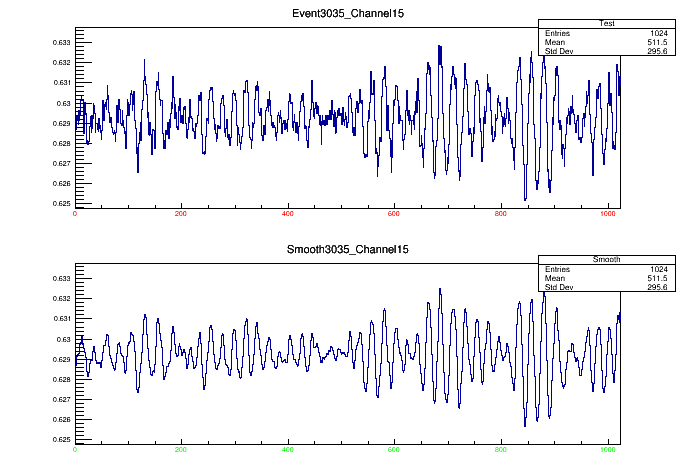 Event3035_Channel15
Test
Entries 1024
Mean 511.5
Std Dev 295.6
0.633
0.632
0.631
0.63
0.629
0.628
0.627
0.626
0.625
0 200 400 600 800 1000
Smooth3035_Channel15
Smooth
Entries 1024
Mean 511.5
Std Dev 295.6
0.633
0.632
0.631
0.63
0.629
0.628
0.627
0.626
0.625
0 200 400 600 800 1000